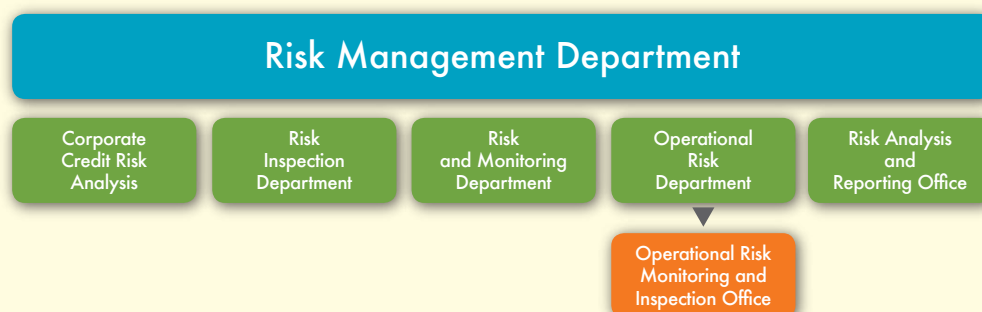 Risk Management Department
Corporate
Credit Risk
Analysis
Risk
Inspection
Department
Risk
and Monitoring
Department
Operational
Risk
Department
Risk Analysis
and
Reporting Office
Operational Risk
Monitoring and
Inspection Office